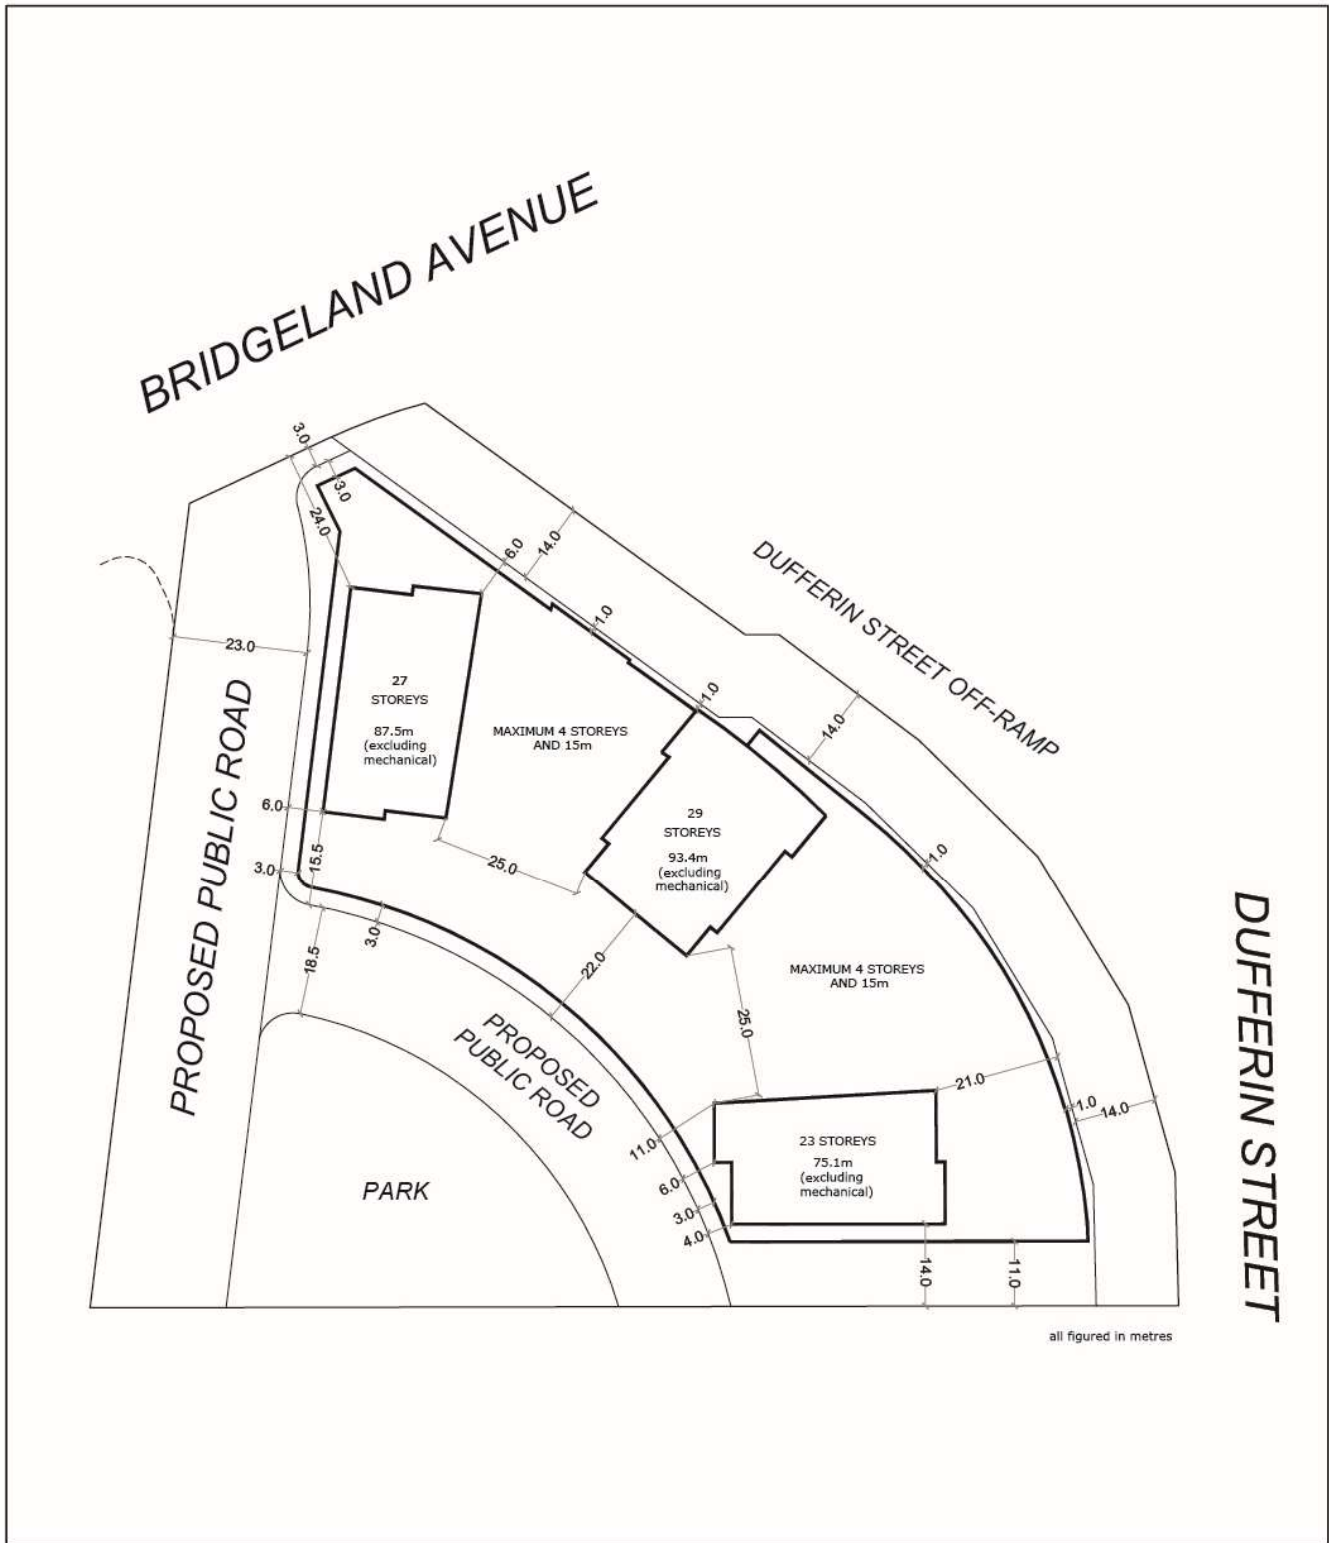 BRIDGELAND AVENUE
3.0
3.0
24.0
6.0
14.0
DUFFERIN STREET OFF-RAMP
1.0
23.0
27
STOREYS
87.5m
(excluding
mechanical)
MAXIMUM 4 STOREYS
AND 15m
1.0
14.0
PROPOSED PUBLIC ROAD
6.0
15.5
3.0
25.0
29
STOREYS
93.4m
(excluding
mechanical)
1.0
DUFFERIN STREET
18.5
3.0
22.0
MAXIMUM 4 STOREYS
AND 15m
25.0
PROPOSED
PUBLIC ROAD
21.0
1.0
14.0
11.0
6.0
3.0
4.0
23 STOREYS
75.1m
(excluding
mechanical)
PARK
14.0
11.0
all figured in metres